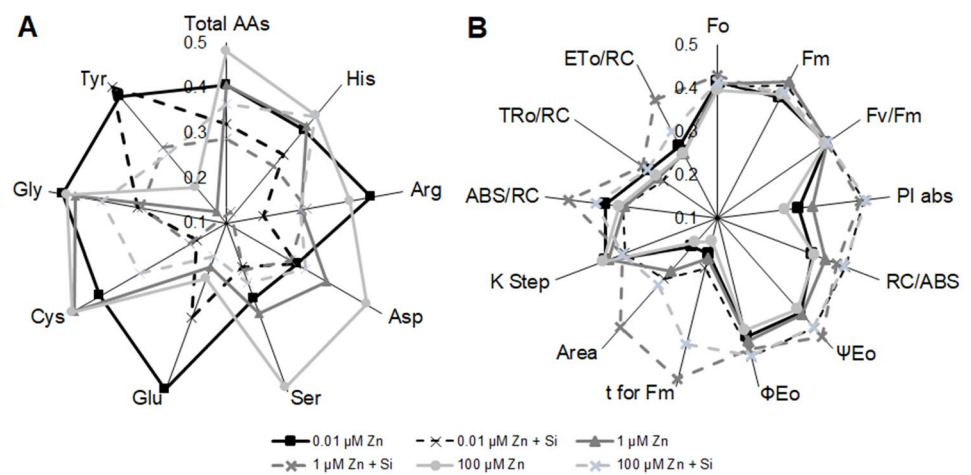 A
Total AAs
0.5
0.4
0.3
0.2
0.1
His
Arg
Asp
Ser
Glu
Cys
Gly
Tyr
B
Fo
0.5
0.4
0.3
0.2
0.1
Fm
Fv/Fm
PI abs
RC/ABS
ΨEo
ΦEo
t for Fm
Area
K Step
ABS/RC
TRo/RC
ETo/RC
0.01 µM Zn
0.01 µM Zn + Si
1 µM Zn
1 µM Zn + Si
100 µM Zn
100 µM Zn + Si